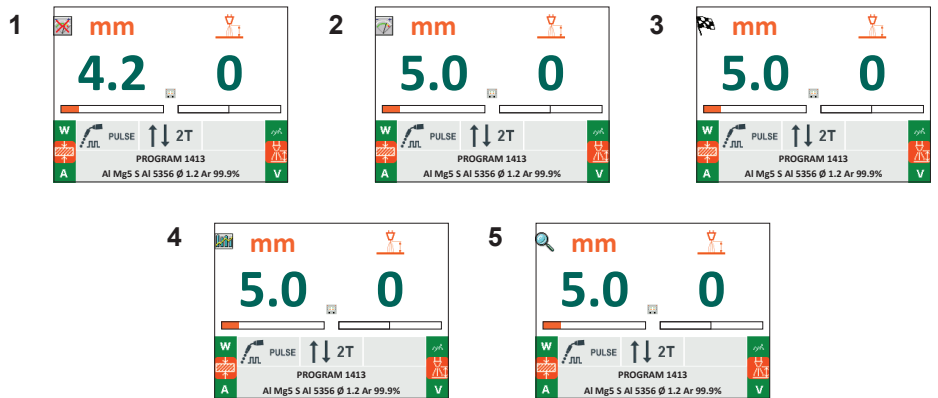 1
mm
4.2 0
W PULSE 2T
PROGRAM 1413
A Al Mg5 S Al 5356 Ø 1.2 Ar 99.9% V
2
mm
5.0 0
W PULSE 2T
PROGRAM 1413
A Al Mg5 S Al 5356 Ø 1.2 Ar 99.9% V
3
mm
5.0 0
W PULSE 2T
PROGRAM 1413
A Al Mg5 S Al 5356 Ø 1.2 Ar 99.9% V
4
mm
5.0 0
W PULSE 2T
PROGRAM 1413
A Al Mg5 S Al 5356 Ø 1.2 Ar 99.9% V
5
mm
5.0 0
W PULSE 2T
PROGRAM 1413
A Al Mg5 S Al 5356 Ø 1.2 Ar 99.9% V